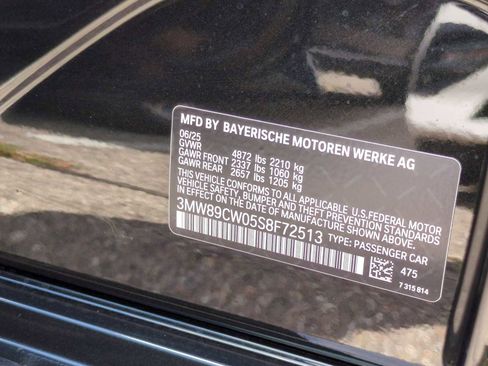 MFD BY BAYERISCHE MOTOREN WERKE AG
06/25
GVWR 4872 lbs 2210 kg
GAWR FRONT 2337 lbs 1060 kg
GAWR REAR 2657 lbs 1205 kg
THIS VEHICLE CONFORMS TO ALL APPLICABLE U.S.FEDERAL MOTOR
VEHICLE SAFETY, BUMPER AND THEFT PREVENTION STANDARDS
IN EFFECT ON THE DATE OF MANUFACTURE SHOWN ABOVE.
3MW89CW05S8F72513 TYPE: PASSENGER CAR
475
7 315 814